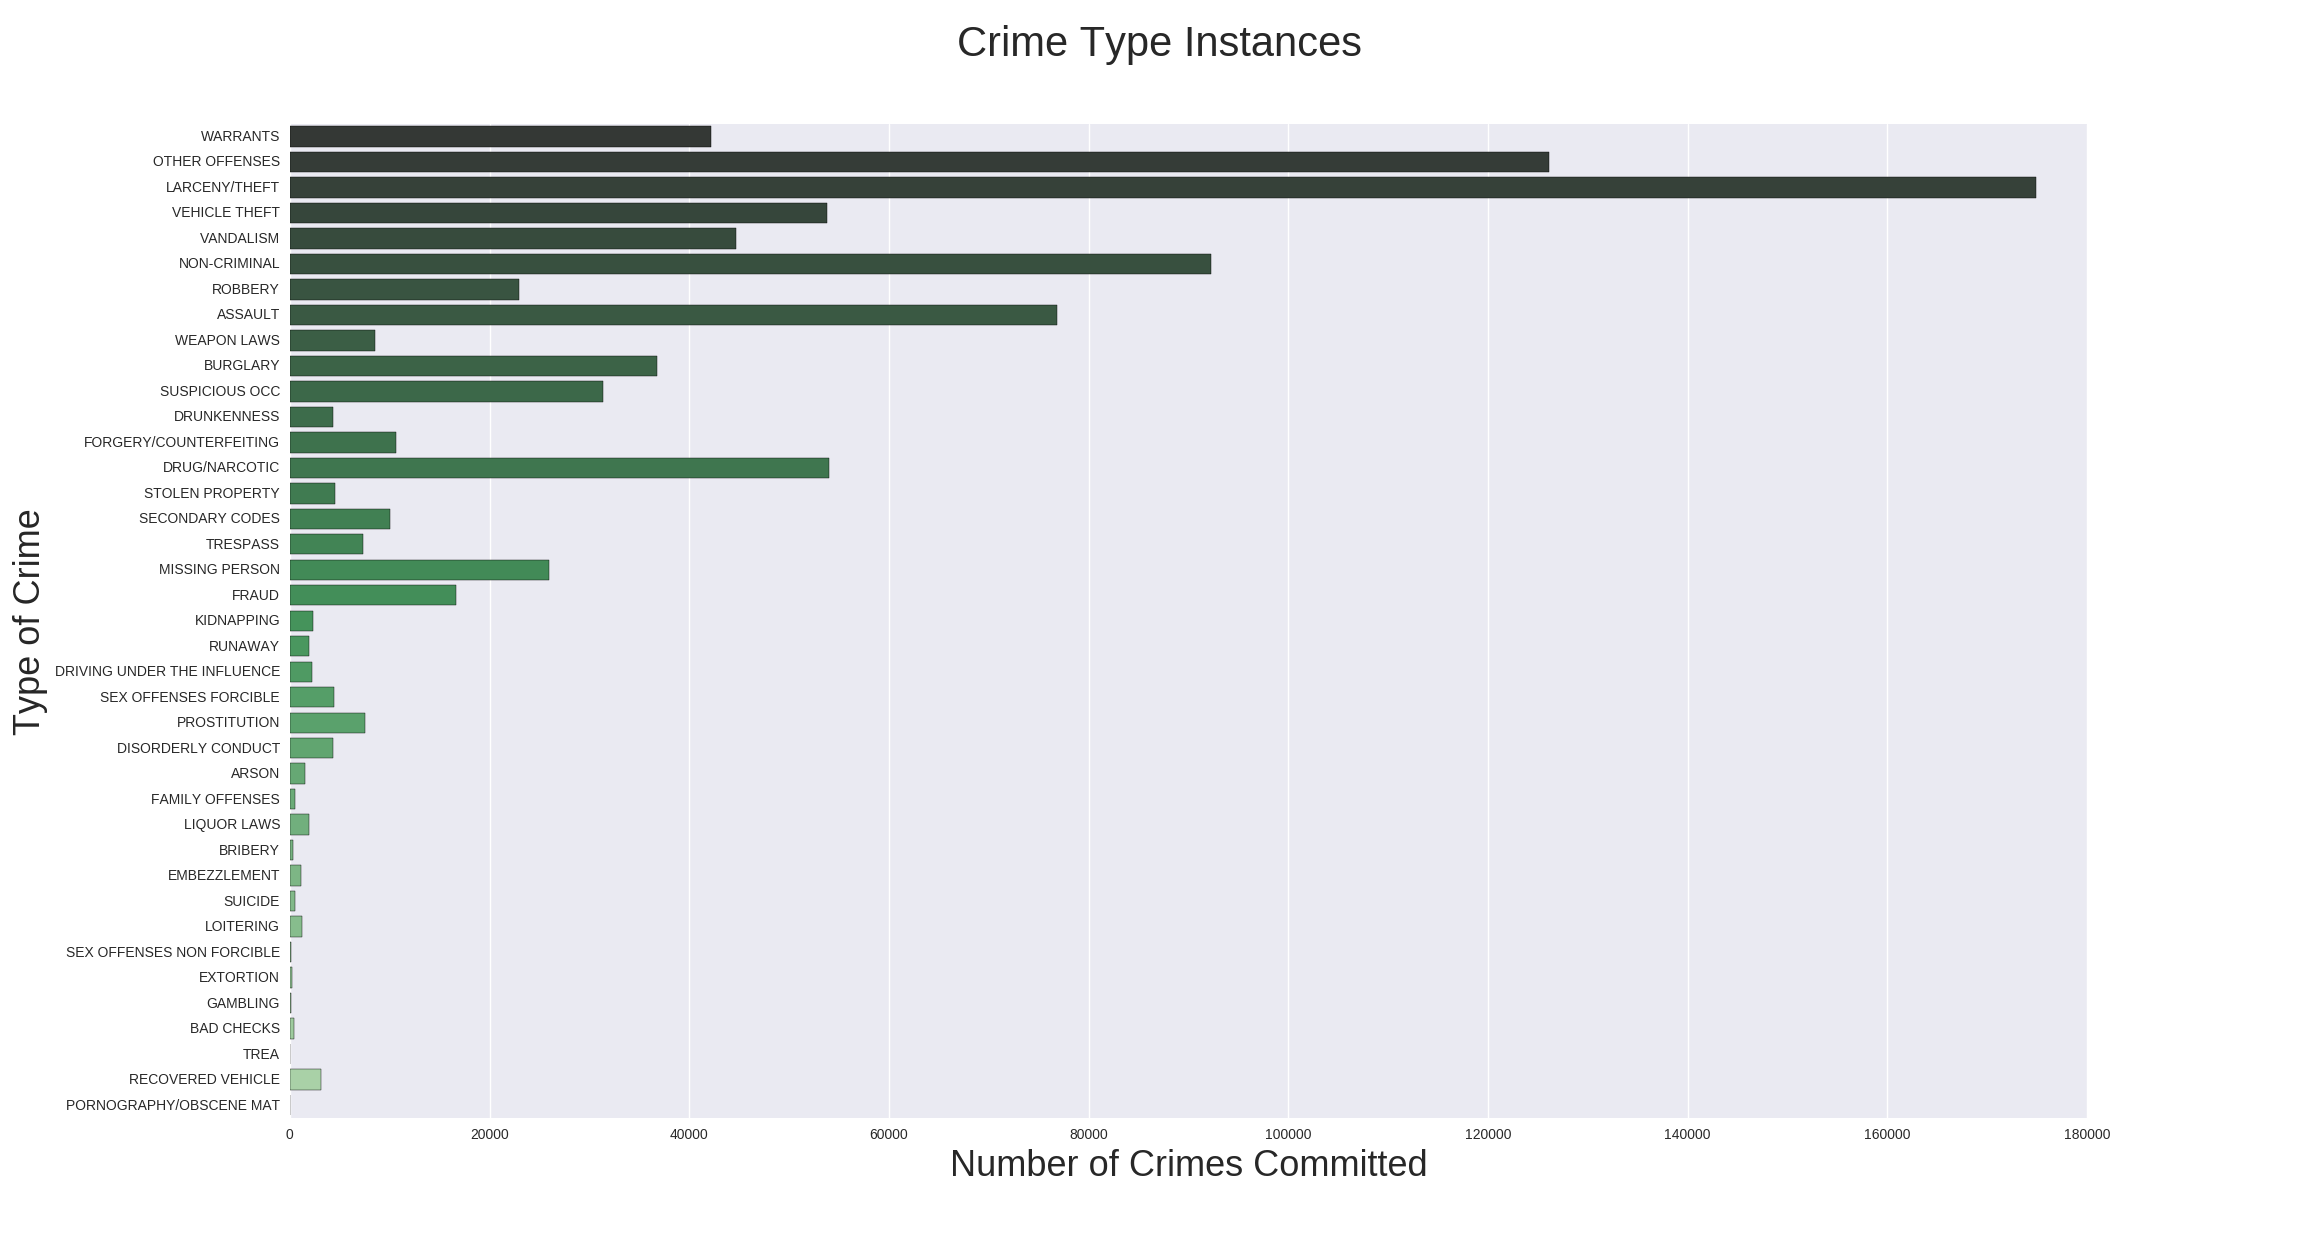 Crime Type Instances
Type of Crime
WARRANTS
OTHER OFFENSES
LARCENY/THEFT
VEHICLE THEFT
VANDALISM
NON-CRIMINAL
ROBBERY
ASSAULT
WEAPON LAWS
BURGLARY
SUSPICIOUS OCC
DRUNKENNESS
FORGERY/COUNTERFEITING
DRUG/NARCOTIC
STOLEN PROPERTY
SECONDARY CODES
TRESPASS
MISSING PERSON
FRAUD
KIDNAPPING
RUNAWAY
DRIVING UNDER THE INFLUENCE
SEX OFFENSES FORCIBLE
PROSTITUTION
DISORDERLY CONDUCT
ARSON
FAMILY OFFENSES
LIQUOR LAWS
BRIBERY
EMBEZZLEMENT
SUICIDE
LOITERING
SEX OFFENSES NON FORCIBLE
EXTORTION
GAMBLING
BAD CHECKS
TREA
RECOVERED VEHICLE
PORNOGRAPHY/OBSCENE MAT
0 20000 40000 60000 80000 100000 120000 140000 160000 180000
Number of Crimes Committed